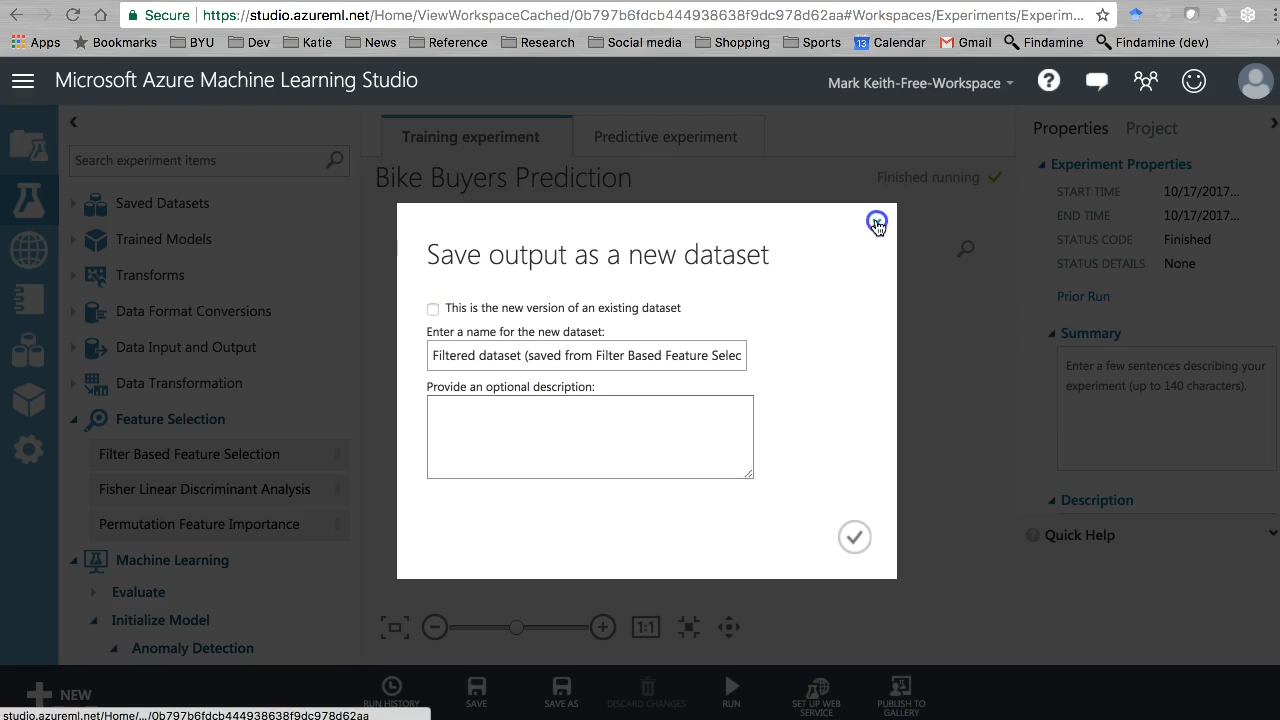 Secure https://studio.azureml.net/Home/ViewWorkspaceCached/0b797b6fdcb444938638f9dc978d62aa#Workspaces/Experiments/Experim...
Apps Bookmarks BYU Dev Katie News Reference Research Social media Shopping Sports 13 Calendar Gmail Findamine Findamine (dev)
Microsoft Azure Machine Learning Studio
Mark Keith-Free-Workspace
?
Training experiment
Predictive experiment
Properties Project
Search experiment items
Bike Buyers Prediction
Finished running
Experiment Properties
START TIME 10/17/2017...
END TIME 10/17/2017...
STATUS CODE Finished
STATUS DETAILS None
Prior Run
Summary
Enter a few sentences describing your
experiment (up to 140 characters).
Description
Quick Help
Saved Datasets
Trained Models
Transforms
Data Format Conversions
Data Input and Output
Data Transformation
Feature Selection
Filter Based Feature Selection
Fisher Linear Discriminant Analysis
Permutation Feature Importance
Machine Learning
Evaluate
Initialize Model
Anomaly Detection
Save output as a new dataset
This is the new version of an existing dataset
Enter a name for the new dataset:
Filtered dataset (saved from Filter Based Feature Selec
Provide an optional description:
1:1
NEW
RUN HISTORY
SAVE
SAVE AS
DISCARD CHANGES
RUN
SET UP WEB
SERVICE
PUBLISH TO
GALLERY
studio.azureml.net/Home/.../0b797b6fdcb444938638f9dc978d62aa